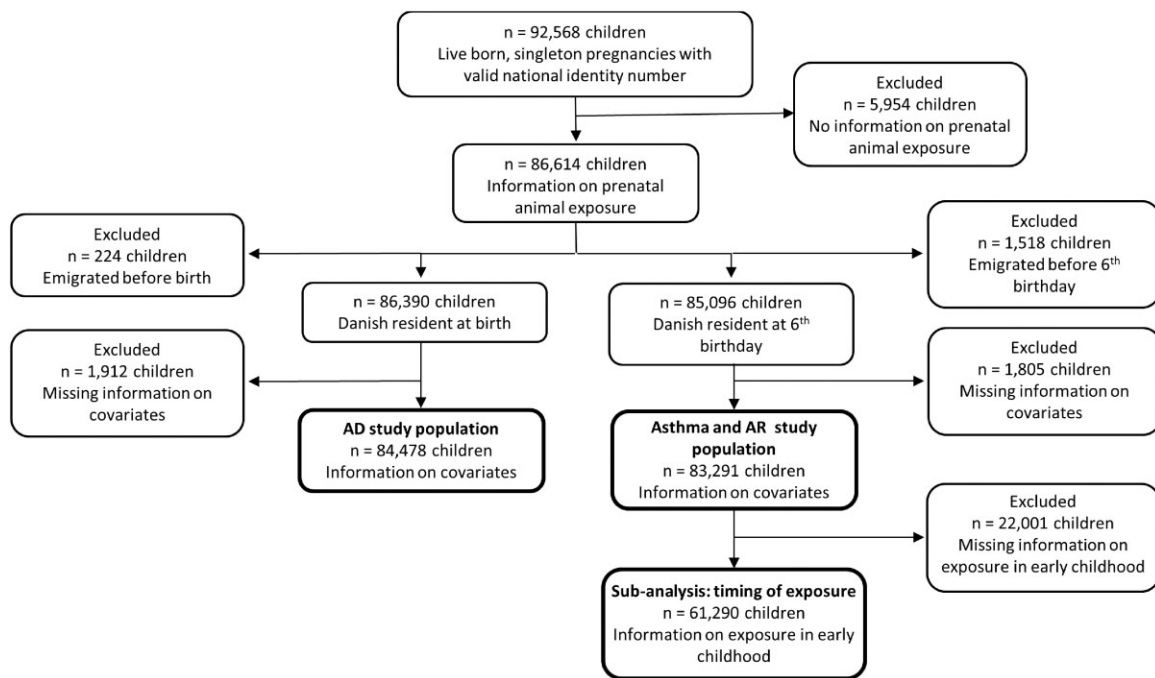 n = 92,568 children
Live born, singleton pregnancies with
valid national identity number
Excluded
n = 5,954 children
No information on prenatal
animal exposure
n = 86,614 children
Information on prenatal
animal exposure
Excluded
n = 224 children
Emigrated before birth
Excluded
n = 1,518 children
Emigrated before 6th
birthday
n = 86,390 children
Danish resident at birth
n = 85,096 children
Danish resident at 6th
birthday
Excluded
n = 1,912 children
Missing information on
covariates
Excluded
n = 1,805 children
Missing information on
covariates
AD study population
n = 84,478 children
Information on covariates
Asthma and AR study
population
n = 83,291 children
Information on covariates
Excluded
n = 22,001 children
Missing information on
exposure in early childhood
Sub-analysis: timing of exposure
n = 61,290 children
Information on exposure in early
childhood